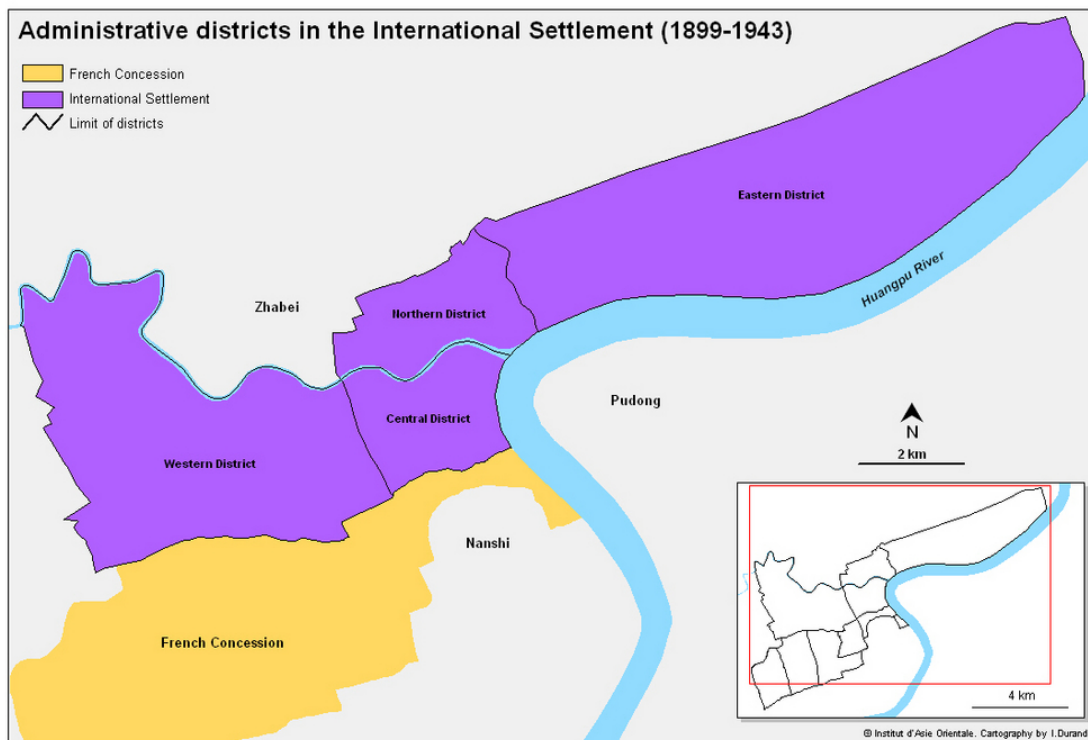 Administrative districts in the International Settlement (1899-1943)
French Concession
International Settlement
Limit of districts
Eastern District
Huangpu River
Zhabei
Northern District
Pudong
Central District
N
2 km
Western District
Nanshi
French Concession
4 km
© Institut d'Asie Orientale. Cartography by I.Durand